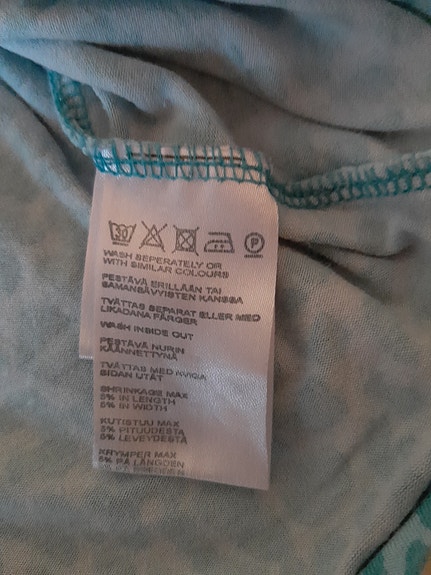 30
P
WASH SEPERATELY OR
WITH SIMILAR COLOURS
PESTÄVÄ ERILLÄÄN TAI
SAMANSÄVYISTEN KANSSA
TVÄTTAS SEPARAT ELLER MED
LIKADANA FÄRGER
WASH INSIDE OUT
PESTÄVÄ NURIN
KÄÄNNETTYNÄ
TVÄTTAS MED AVIGA
SIDAN UTÅT
SHRINKAGE MAX
5% IN LENGTH
5% IN WIDTH
KUTISTUU MAX
5% PITUUDESTA
5% LEVEYDESTÄ
KRYMPER MAX
5% PÅ LÄNGDEN